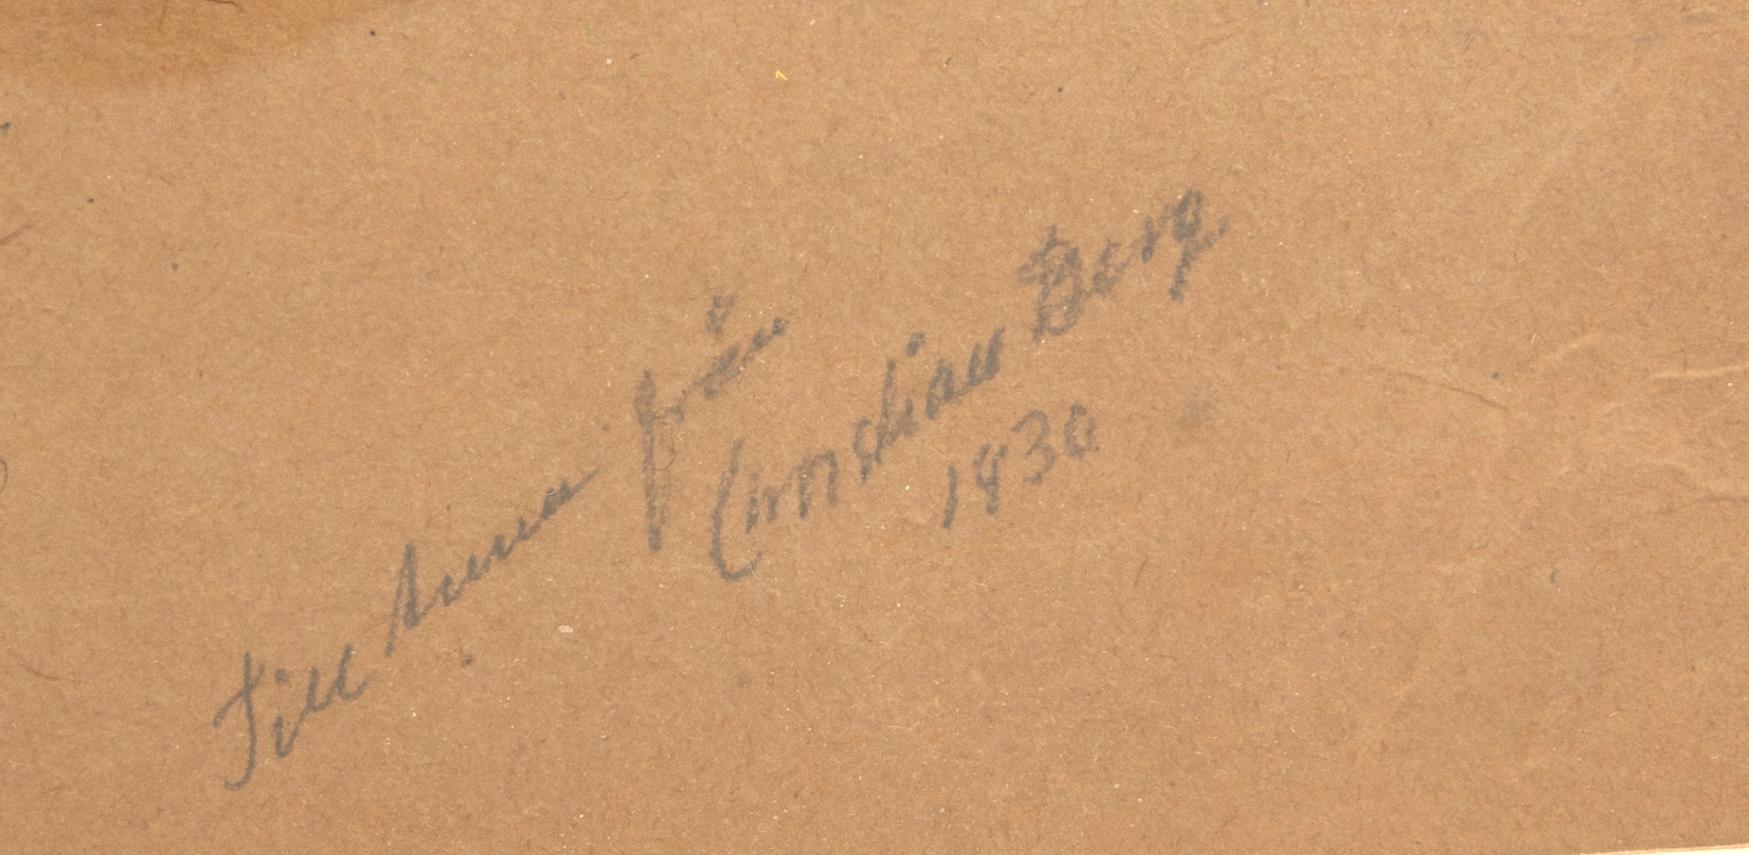 Till Anna från
Christian Berg
1930